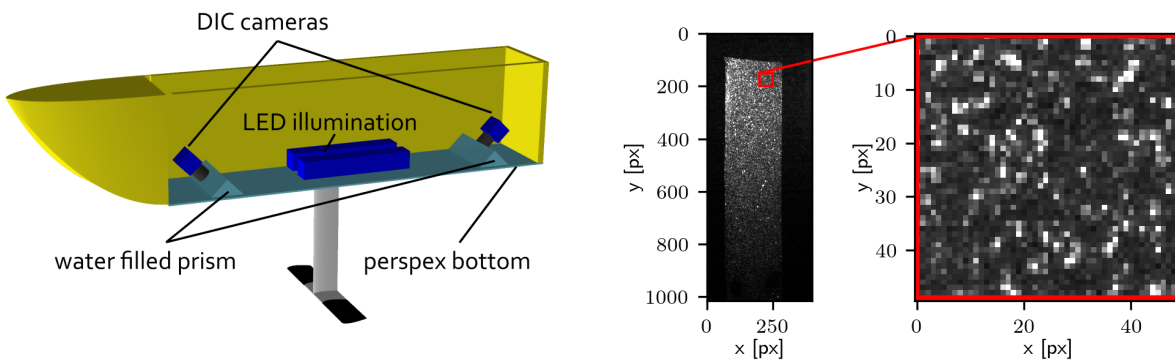 DIC cameras
LED illumination
water filled prism
perspex bottom
0
200
400
600
800
1000
y [px]
0
250
x [px]
0
10
20
30
40
y [px]
0
20
40
x [px]